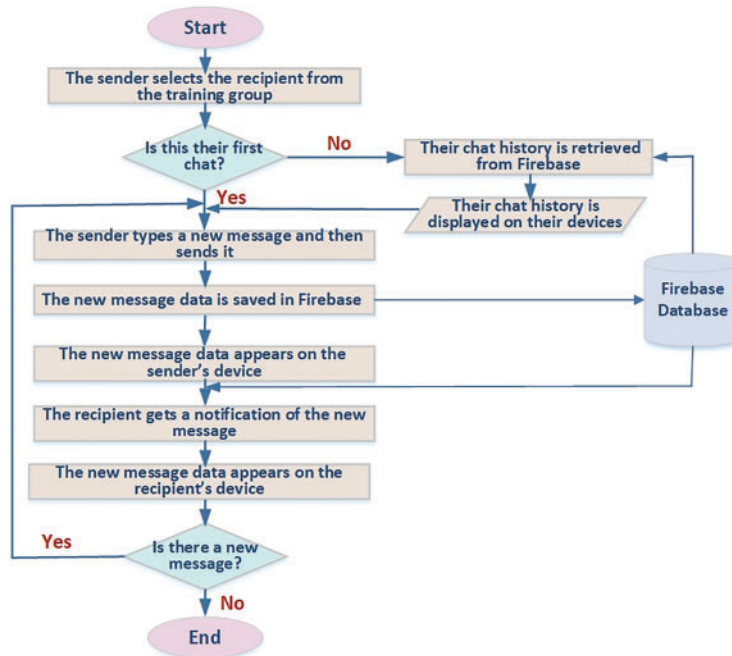 Start
The sender selects the recipient from
the training group
Is this their first
chat?
No
Their chat history is retrieved
from Firebase
Yes
Their chat history is
displayed on their devices
The sender types a new message and then
sends it
The new message data is saved in Firebase
Firebase
Database
The new message data appears on the
sender's device
The recipient gets a notification of the new
message
The new message data appears on the
recipient's device
Yes
Is there a new
message?
No
End